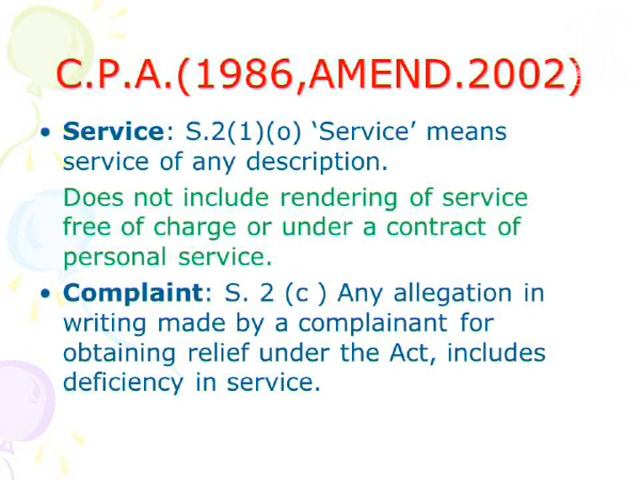 C.P.A.(1986,AMEND.2002)
• Service: S.2(1)(o) ‘Service’ means
service of any description.
Does not include rendering of service
free of charge or under a contract of
personal service.
• Complaint: S. 2 (c ) Any allegation in
writing made by a complainant for
obtaining relief under the Act, includes
deficiency in service.